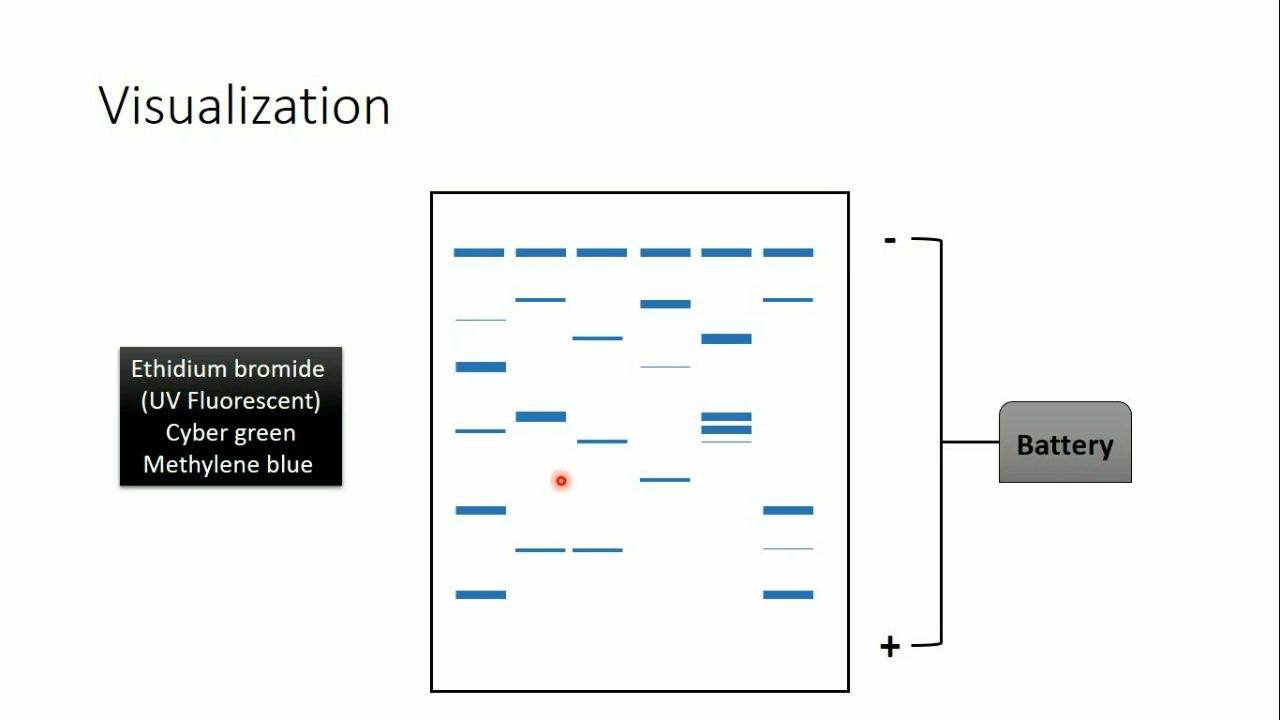 Visualization
-
Ethidium bromide
(UV Fluorescent)
Cyber green
Methylene blue
Battery
+